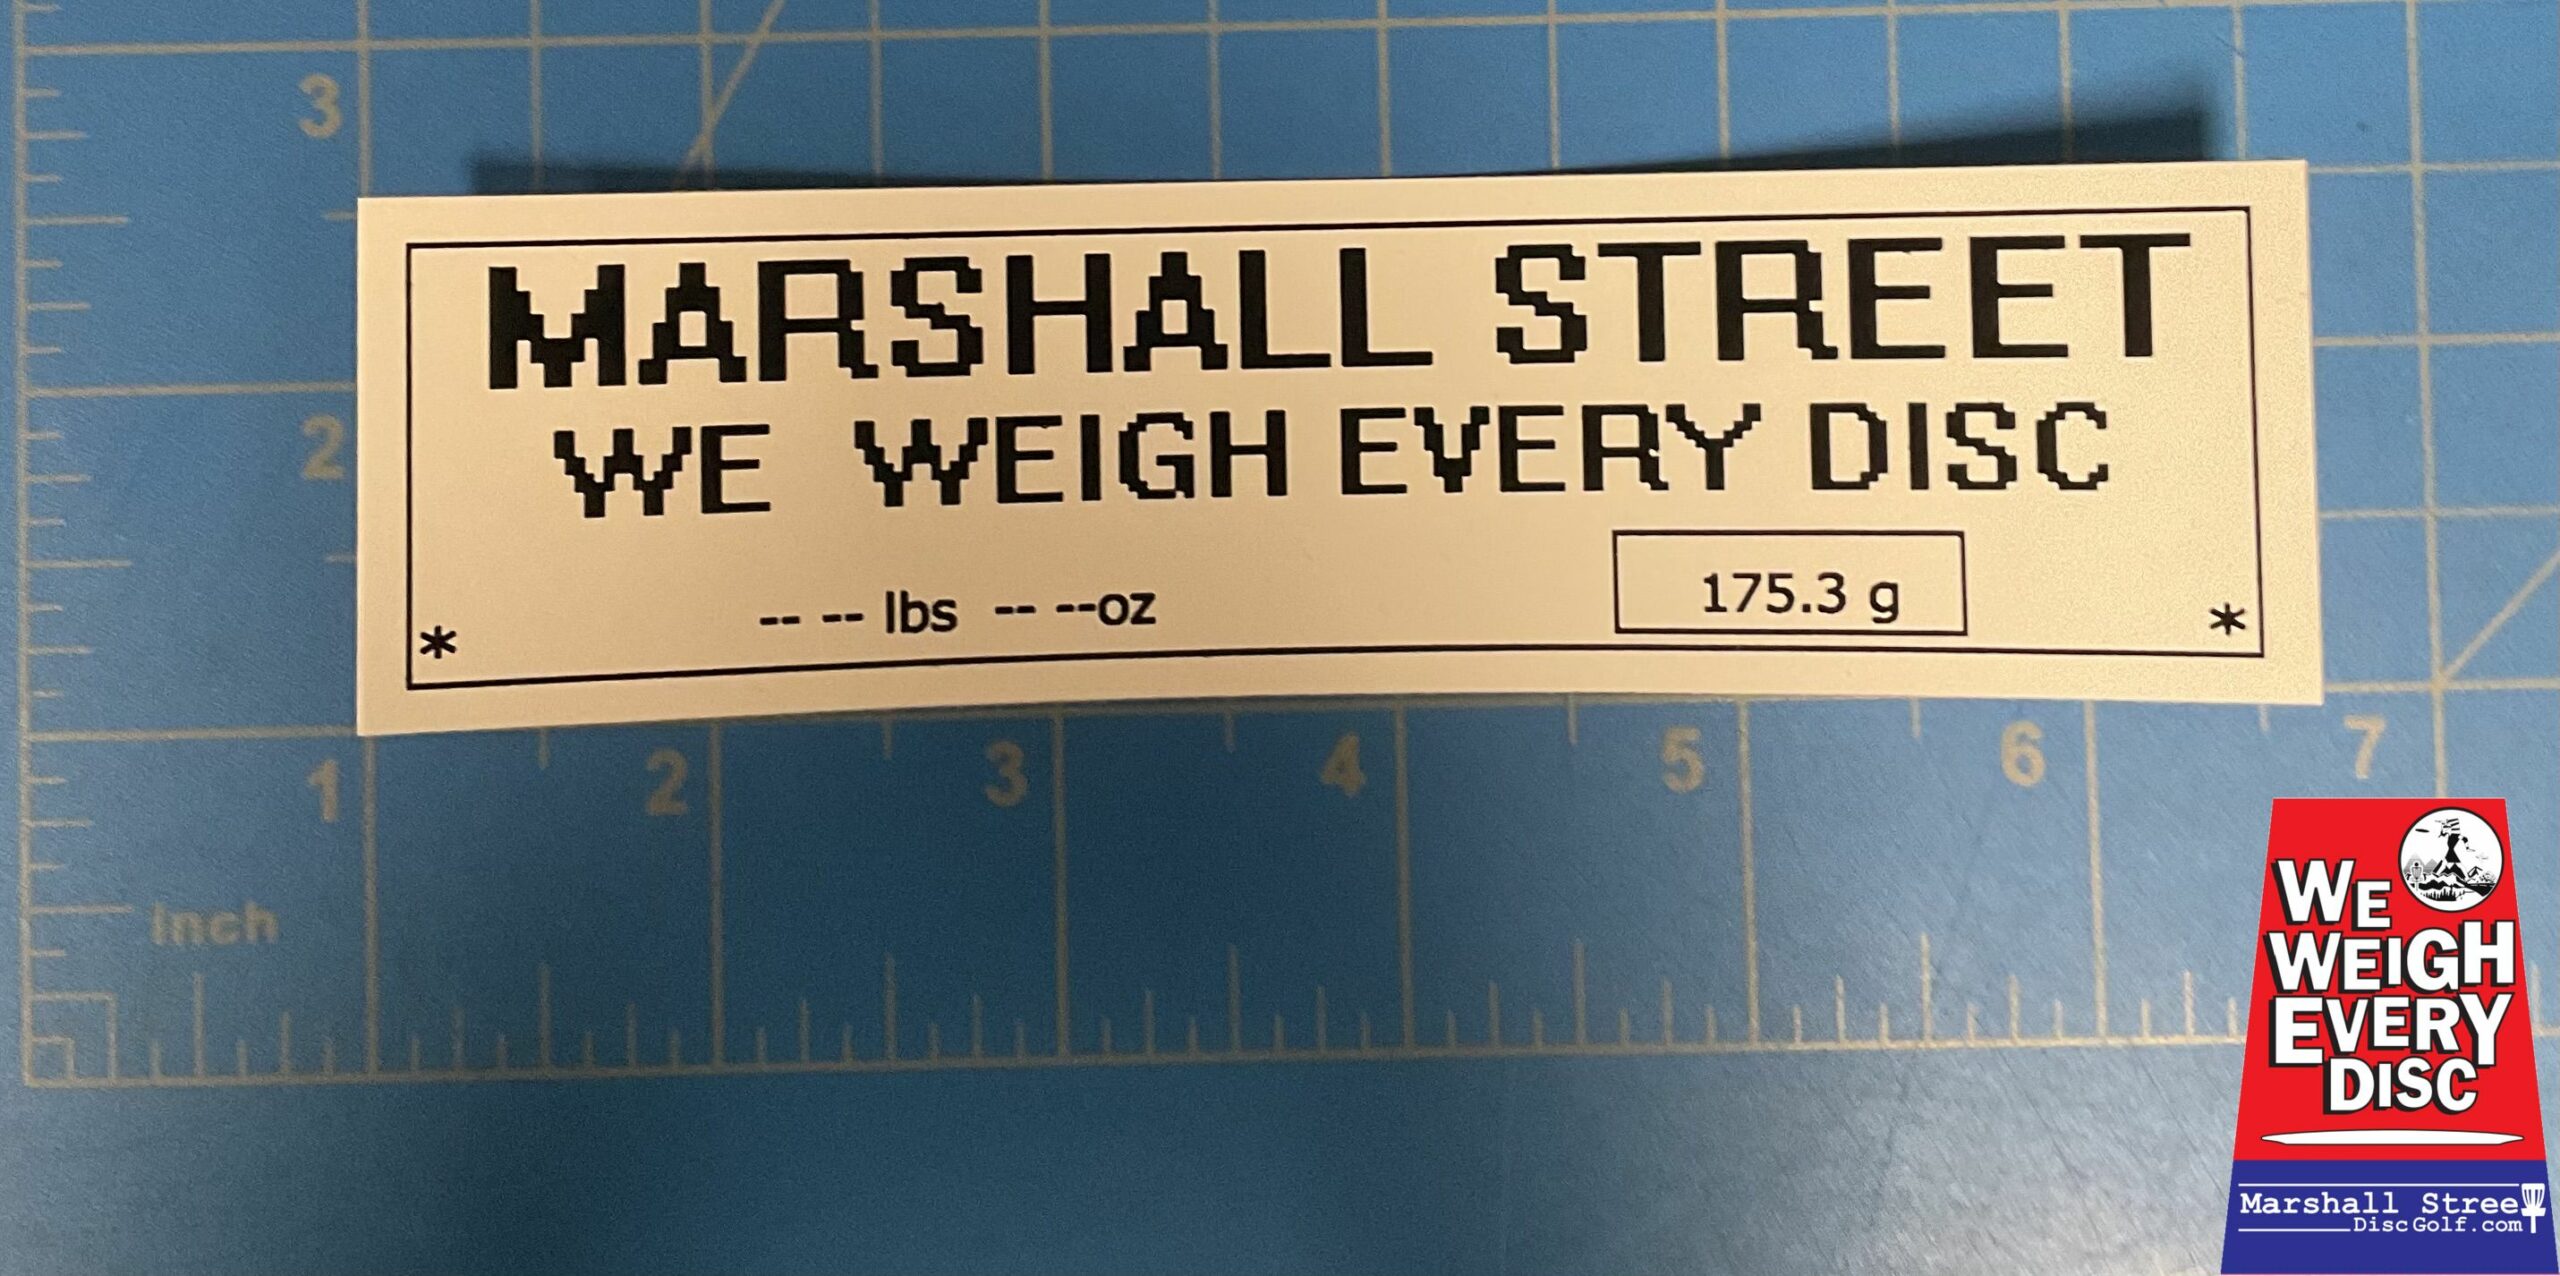 3
MARSHALL STREET
WE WEIGH EVERY DISC
2
-- -- lbs -- --oz
175.3 g
* *
1 2 3 4 5 6 7
Inch
WE
WEIGH
EVERY
DISC
Marshall Stree
DiscGolf.com